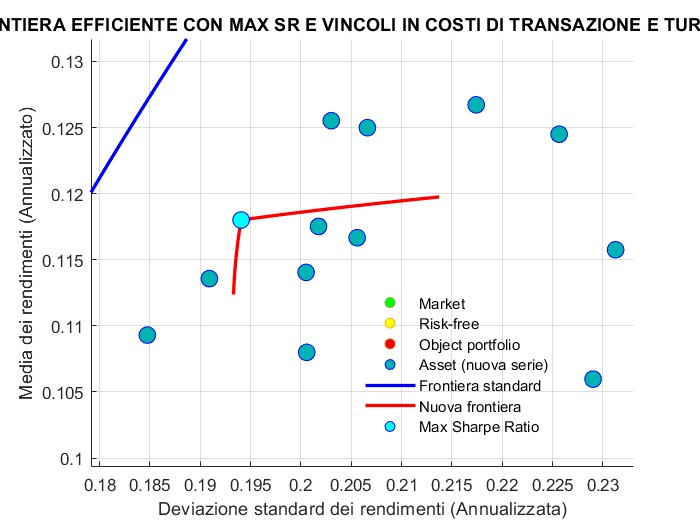 NTIERA EFFICIENTE CON MAX SR E VINCOLI IN COSTI DI TRANSAZIONE E TUR
Media dei rendimenti (Annualizzato)
0.13
0.125
0.12
0.115
0.11
0.105
0.1
Market
Risk-free
Object portfolio
Asset (nuova serie)
Frontiera standard
Nuova frontiera
Max Sharpe Ratio
0.18 0.185 0.19 0.195 0.2 0.205 0.21 0.215 0.22 0.225 0.23
Deviazione standard dei rendimenti (Annualizzata)